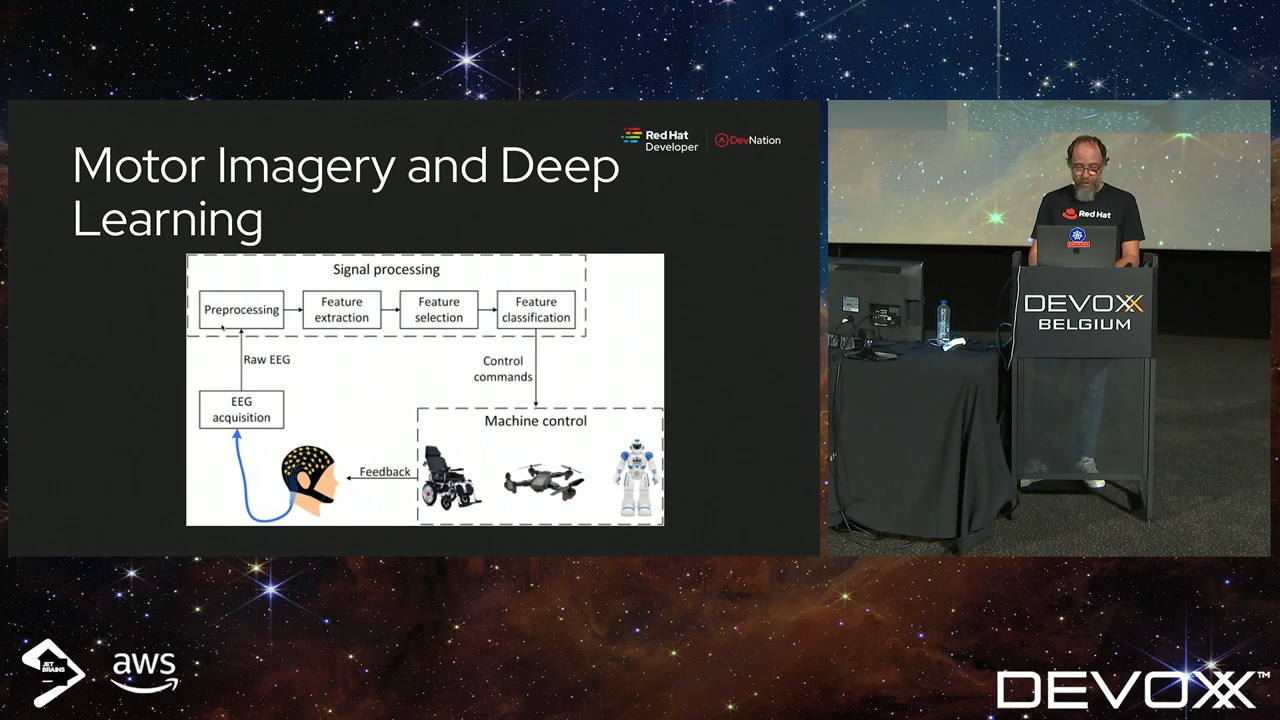 Motor Imagery and Deep
Learning
Red Hat
Developer
DevNation
Signal processing
Preprocessing
Feature
extraction
Feature
selection
Feature
classification
Raw EEG
Control
commands
EEG
acquisition
Machine control
Feedback
Red Hat
DEVOXX
BELGIUM
JET
BRAINS
aws
DEVOXX™